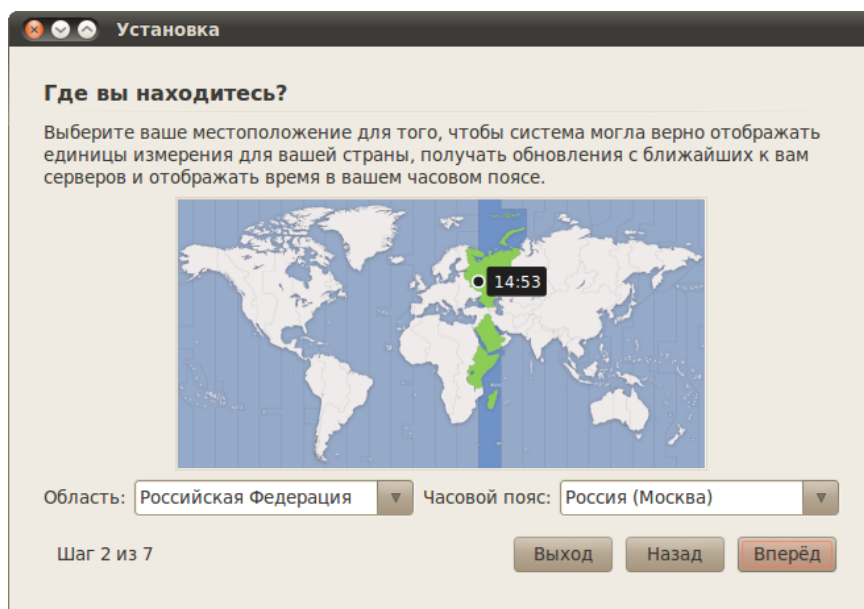 Установка
Где вы находитесь?
Выберите ваше местоположение для того, чтобы система могла верно отображать
единицы измерения для вашей страны, получать обновления с ближайших к вам
серверов и отображать время в вашем часовом поясе.
14:53
Область: Российская Федерация Часовой пояс: Россия (Москва)
Шаг 2 из 7 Выход Назад Вперёд